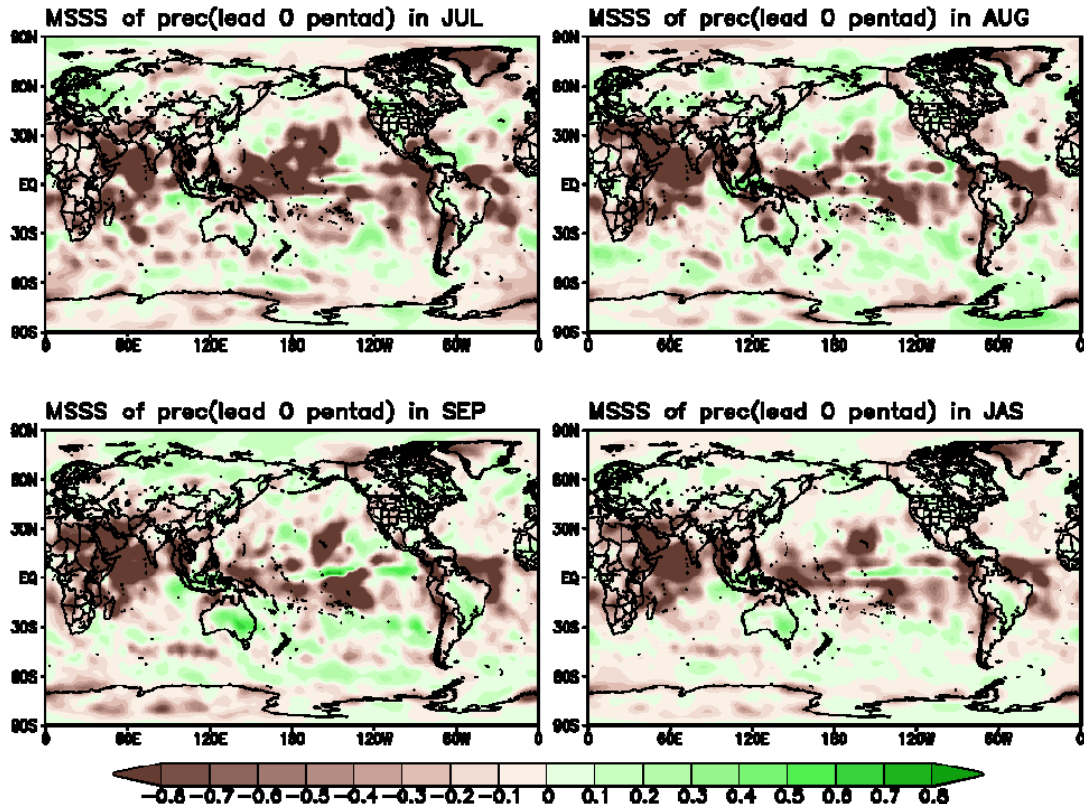 MSSS of prec(lead 0 pentad) in JUL
MSSS of prec(lead 0 pentad) in AUG
90N
60N
30N
EQ
30S
60S
90S
0 60E 120E 180 120W 60W 0
90N
60N
30N
EQ
30S
60S
90S
0 60E 120E 180 120W 60W 0
MSSS of prec(lead 0 pentad) in SEP
MSSS of prec(lead 0 pentad) in JAS
90N
60N
30N
EQ
30S
60S
90S
0 60E 120E 180 120W 60W 0
90N
60N
30N
EQ
30S
60S
90S
0 60E 120E 180 120W 60W 0
-0.8 -0.7 -0.6 -0.5 -0.4 -0.3 -0.2 -0.1 0 0.1 0.2 0.3 0.4 0.5 0.6 0.7 0.8